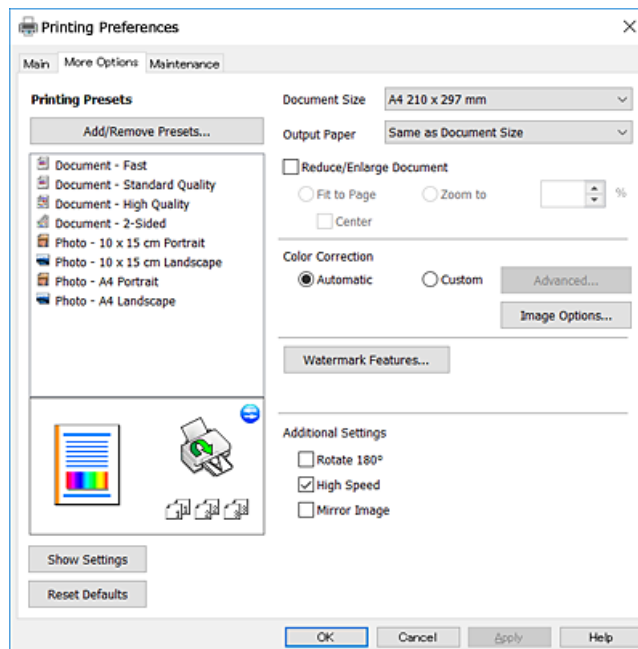 Printing Preferences
Main
More Options
Maintenance
Printing Presets
Add/Remove Presets...
Document - Fast
Document - Standard Quality
Document - High Quality
Document - 2-Sided
Photo - 10 x 15 cm Portrait
Photo - 10 x 15 cm Landscape
Photo - A4 Portrait
Photo - A4 Landscape
Show Settings
Reset Defaults
Document Size
A4 210 x 297 mm
Output Paper
Same as Document Size
Reduce/Enlarge Document
Fit to Page
Zoom to
%
Center
Color Correction
Automatic
Custom
Advanced...
Image Options...
Watermark Features...
Additional Settings
Rotate 180°
High Speed
Mirror Image
OK
Cancel
Apply
Help